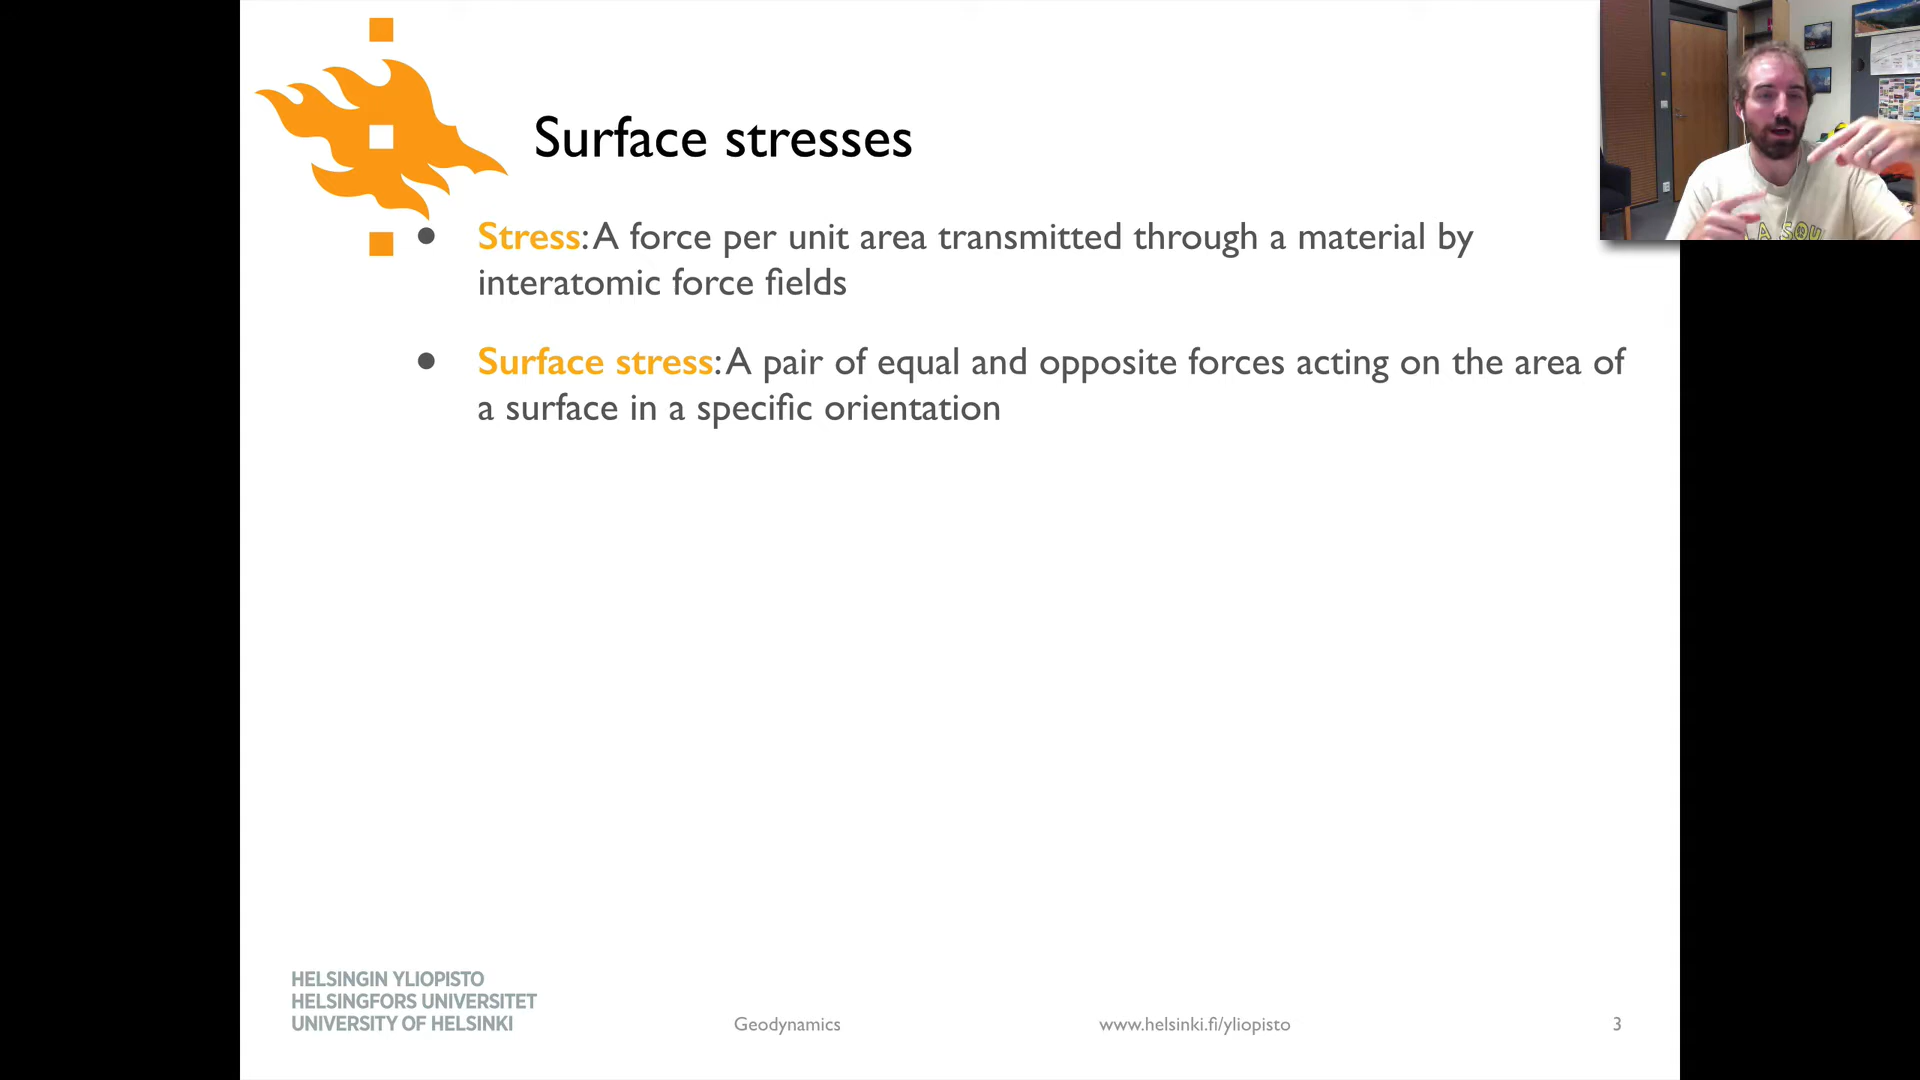 Surface stresses
● Stress: A force per unit area transmitted through a material by
interatomic force fields
● Surface stress: A pair of equal and opposite forces acting on the area of
a surface in a specific orientation
HELSINGIN YLIOPISTO
HELSINGFORS UNIVERSITET
UNIVERSITY OF HELSINKI
Geodynamics
www.helsinki.fi/yliopisto
3